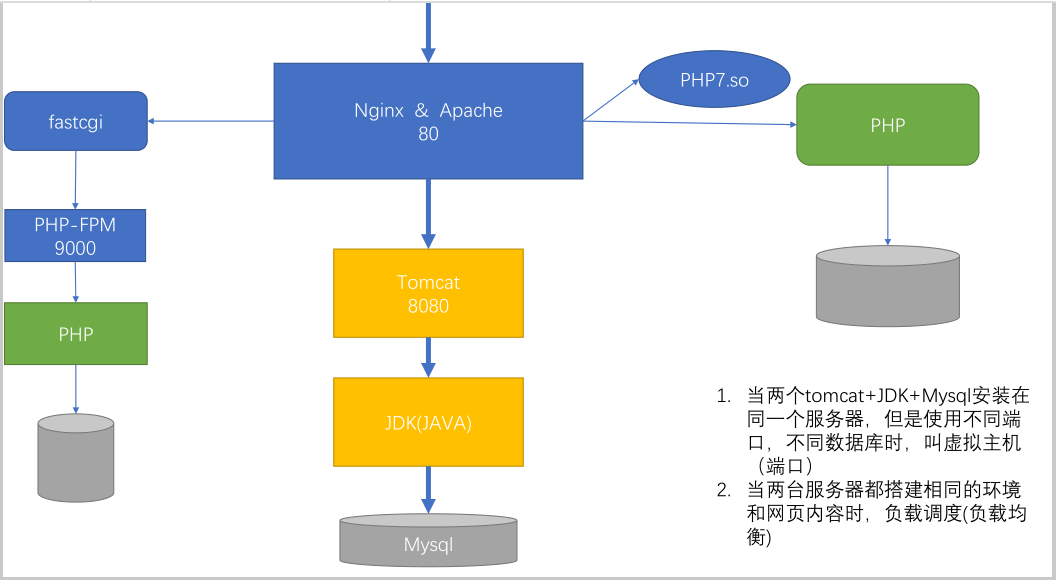 PHP7.so
Nginx & Apache
80
fastcgi
PHP
PHP-FPM
9000
Tomcat
8080
PHP
JDK(JAVA)
Mysql
1. 当两个tomcat+JDK+Mysql安装在
同一个服务器，但是使用不同端
口，不同数据库时，叫虚拟主机
（端口）
2. 当两台服务器都搭建相同的环境
和网页内容时，负载调度(负载均
衡)